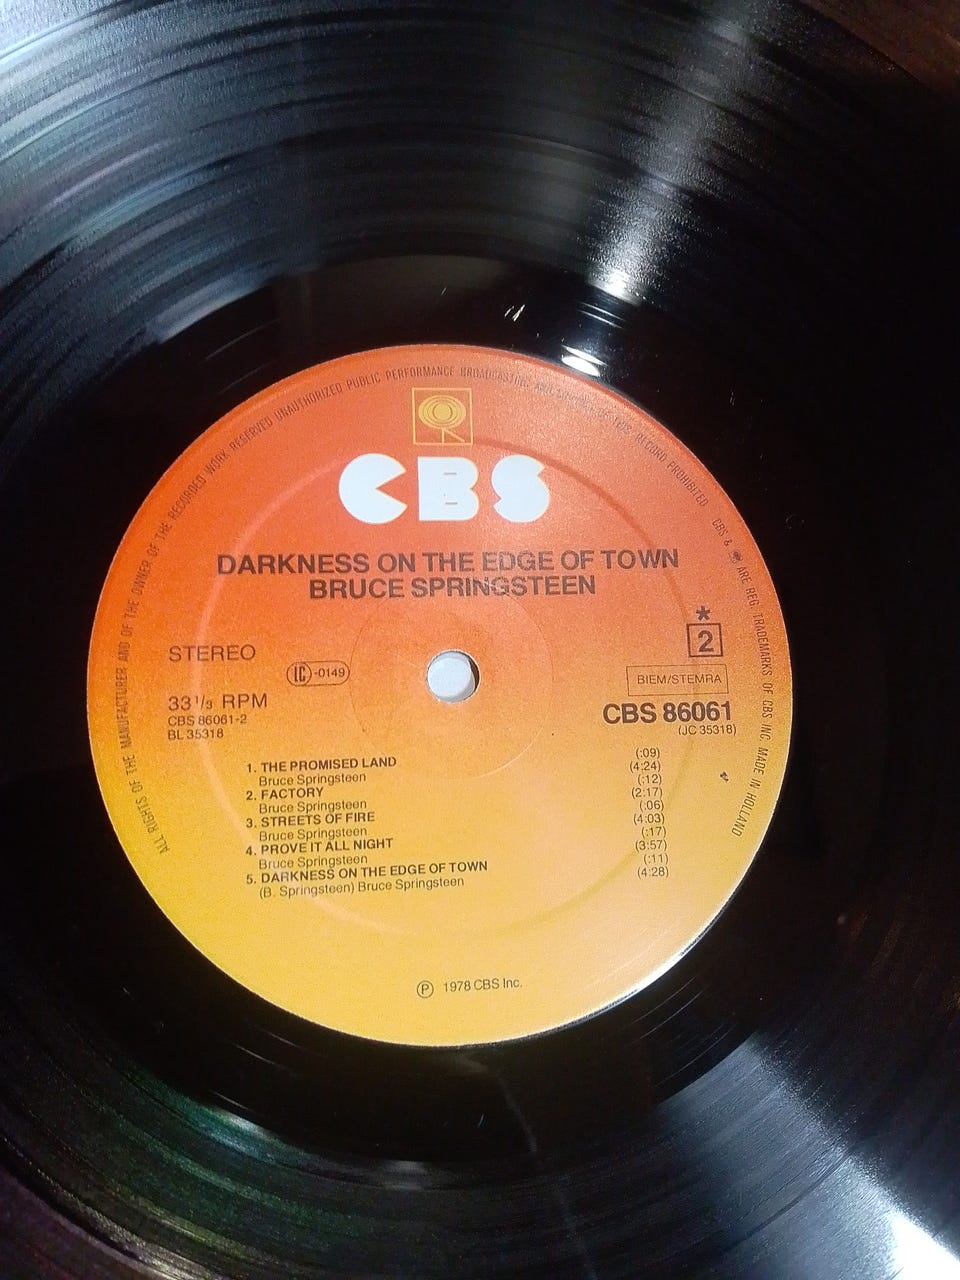 ALL RIGHTS OF THE MANUFACTURER AND OF THE OWNER OF THE RECORDED WORK RESERVED UNAUTHORIZED PUBLIC PERFORMANCE BROADCASTING AND COPYING OF THIS RECORD PROHIBITED CBS & ARE REG. TRADEMARKS OF CBS INC. MADE IN HOLLAND
CBS
DARKNESS ON THE EDGE OF TOWN
BRUCE SPRINGSTEEN
*
2
STEREO
LC-0149
BIEM/STEMRA
33 1/3 RPM
CBS 86061-2
BL 35318
CBS 86061
(JC 35318)
(:09)
1. THE PROMISED LAND (4:24)
Bruce Springsteen (:12)
2. FACTORY (2:17)
Bruce Springsteen (:06)
3. STREETS OF FIRE (4:03)
Bruce Springsteen (:17)
4. PROVE IT ALL NIGHT (3:57)
Bruce Springsteen (:11)
5. DARKNESS ON THE EDGE OF TOWN (4:28)
(B. Springsteen) Bruce Springsteen
Ⓟ 1978 CBS Inc.